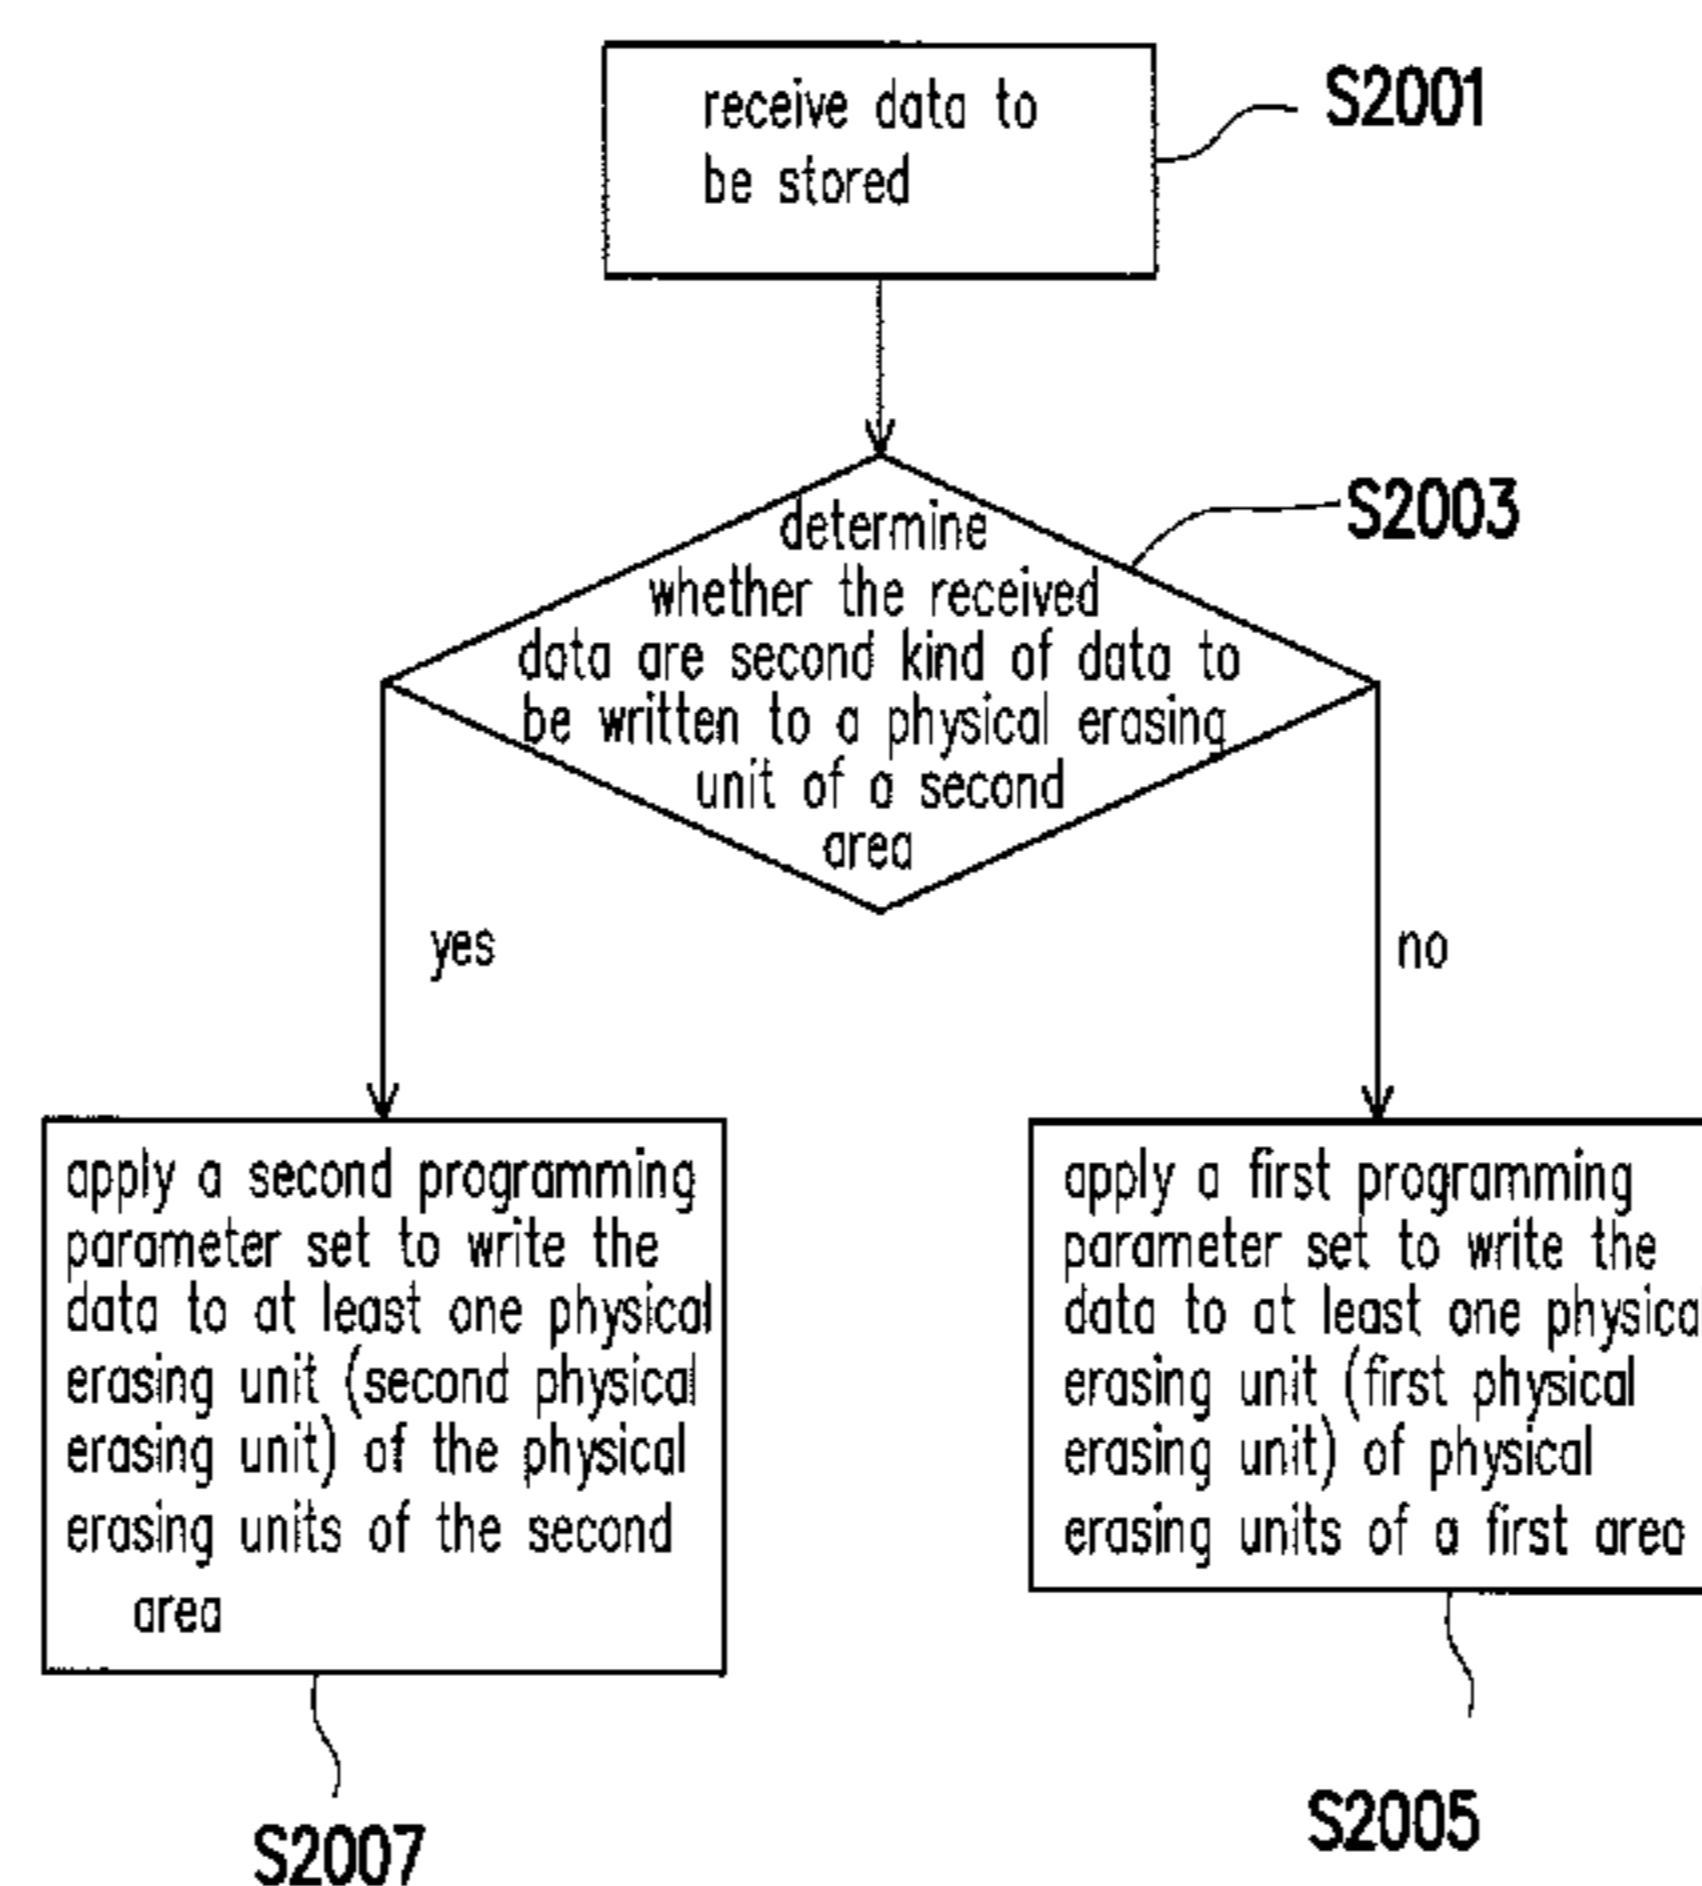 receive data to
be stored
S2001
determine
whether the received
data are second kind of data to
be written to a physical erasing
unit of a second
area
S2003
yes
no
apply a second programming
parameter set to write the
data to at least one physical
erasing unit (second physical
erasing unit) of the physical
erasing units of the second
area
S2007
apply a first programming
parameter set to write the
data to at least one physical
erasing unit (first physical
erasing unit) of physical
erasing units of a first area
S2005